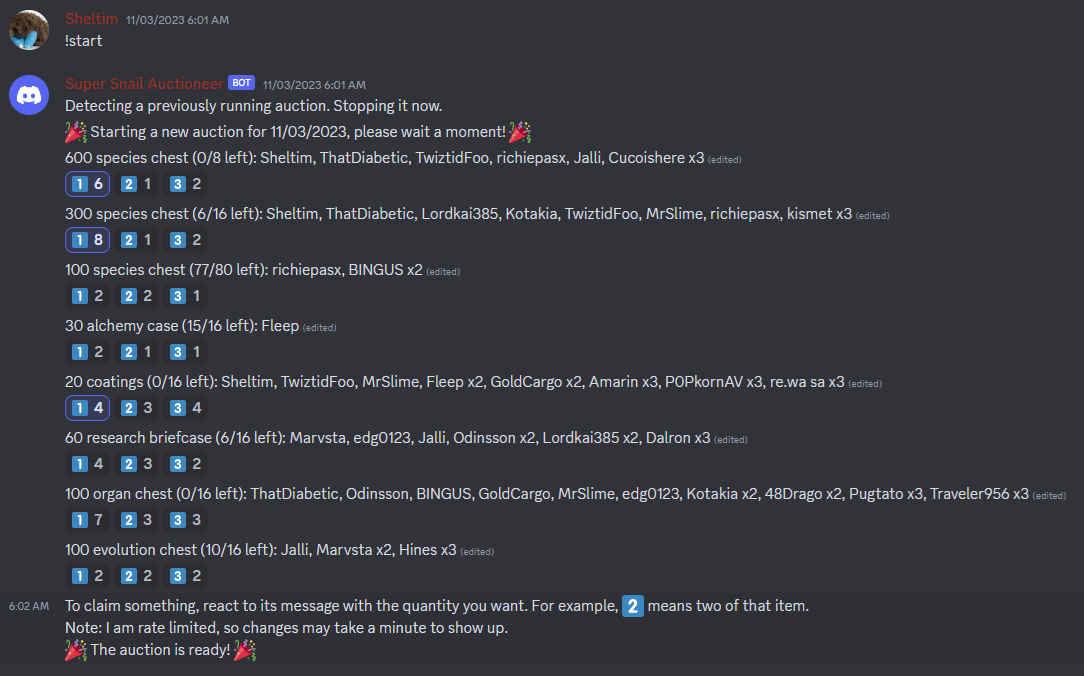 Sheltim 11/03/2023 6:01 AM
!start
Super Snail Auctioneer BOT 11/03/2023 6:01 AM
Detecting a previously running auction. Stopping it now.
🎉 Starting a new auction for 11/03/2023, please wait a moment! 🎉
600 species chest (0/8 left): Sheltim, ThatDiabetic, TwiztidFoo, richiepasx, Jalli, Cucoishere x3 (edited)
1 6 2 1 3 2
300 species chest (6/16 left): Sheltim, ThatDiabetic, Lordkai385, Kotakia, TwiztidFoo, MrSlime, richiepasx, kismet x3 (edited)
1 8 2 1 3 2
100 species chest (77/80 left): richiepasx, BINGUS x2 (edited)
1 2 2 2 3 1
30 alchemy case (15/16 left): Fleep (edited)
1 2 2 1 3 1
20 coatings (0/16 left): Sheltim, TwiztidFoo, MrSlime, Fleep x2, GoldCargo x2, Amarin x3, P0PkornAV x3, re.wa sa x3 (edited)
1 4 2 3 3 4
60 research briefcase (6/16 left): Marvsta, edg0123, Jalli, Odinsson x2, Lordkai385 x2, Dalron x3 (edited)
1 4 2 3 3 2
100 organ chest (0/16 left): ThatDiabetic, Odinsson, BINGUS, GoldCargo, MrSlime, edg0123, Kotakia x2, 48Drago x2, Pugtato x3, Traveler956 x3 (edited)
1 7 2 3 3 3
100 evolution chest (10/16 left): Jalli, Marvsta x2, Hines x3 (edited)
1 2 2 2 3 2
6:02 AM To claim something, react to its message with the quantity you want. For example, 2 means two of that item.
Note: I am rate limited, so changes may take a minute to show up.
🎉 The auction is ready! 🎉